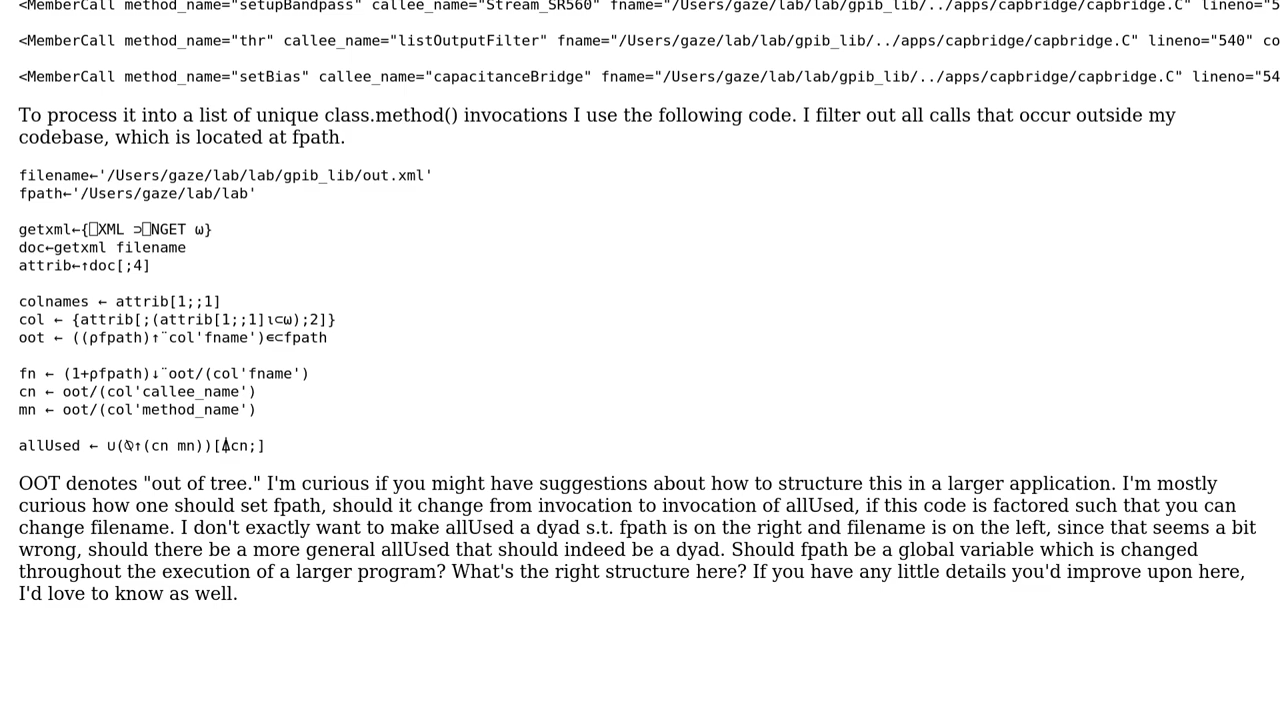 <MemberCall method_name="setupBandpass" callee_name="Stream_SR560" fname="/Users/gaze/lab/lab/gpib_lib/../apps/capbridge/capbridge.C" lineno="5
<MemberCall method_name="thr" callee_name="listOutputFilter" fname="/Users/gaze/lab/lab/gpib_lib/../apps/capbridge/capbridge.C" lineno="540" co
<MemberCall method_name="setBias" callee_name="capacitanceBridge" fname="/Users/gaze/lab/lab/gpib_lib/../apps/capbridge/capbridge.C" lineno="54
To process it into a list of unique class.method() invocations I use the following code. I filter out all calls that occur outside my
codebase, which is located at fpath.
filename←'/Users/gaze/lab/lab/gpib_lib/out.xml'
fpath←'/Users/gaze/lab/lab'
getxml←{⎕XML ⊃⎕NGET ⍵}
doc←getxml filename
attrib←↑doc[;4]
colnames ← attrib[1;;1]
col ← {attrib[;(attrib[1;;1]⍳⊂⍵);2]}
oot ← ((⍴fpath)↑¨col'fname')∊⊂fpath
fn ← (1+⍴fpath)↓¨oot/(col'fname')
cn ← oot/(col'callee_name')
mn ← oot/(col'method_name')
allUsed ← ∪(⍉↑(cn mn))[⍋cn;]
OOT denotes "out of tree." I'm curious if you might have suggestions about how to structure this in a larger application. I'm mostly
curious how one should set fpath, should it change from invocation to invocation of allUsed, if this code is factored such that you can
change filename. I don't exactly want to make allUsed a dyad s.t. fpath is on the right and filename is on the left, since that seems a bit
wrong, should there be a more general allUsed that should indeed be a dyad. Should fpath be a global variable which is changed
throughout the execution of a larger program? What's the right structure here? If you have any little details you'd improve upon here,
I'd love to know as well.